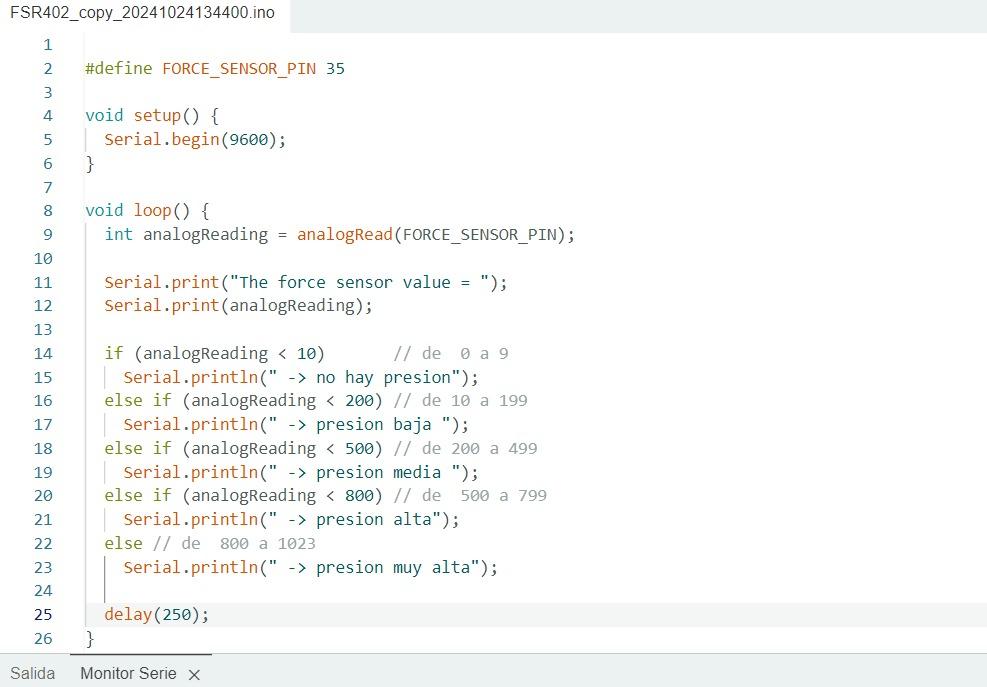 FSR402_copy_20241024134400.ino
1
2 #define FORCE_SENSOR_PIN 35
3
4 void setup() {
5   Serial.begin(9600);
6 }
7
8 void loop() {
9   int analogReading = analogRead(FORCE_SENSOR_PIN);
10
11   Serial.print("The force sensor value = ");
12   Serial.print(analogReading);
13
14   if (analogReading < 10)       // de  0 a 9
15     Serial.println(" -> no hay presion");
16   else if (analogReading < 200) // de 10 a 199
17     Serial.println(" -> presion baja ");
18   else if (analogReading < 500) // de 200 a 499
19     Serial.println(" -> presion media ");
20   else if (analogReading < 800) // de  500 a 799
21     Serial.println(" -> presion alta");
22   else // de  800 a 1023
23     Serial.println(" -> presion muy alta");
24
25   delay(250);
26 }
Salida Monitor Serie ×